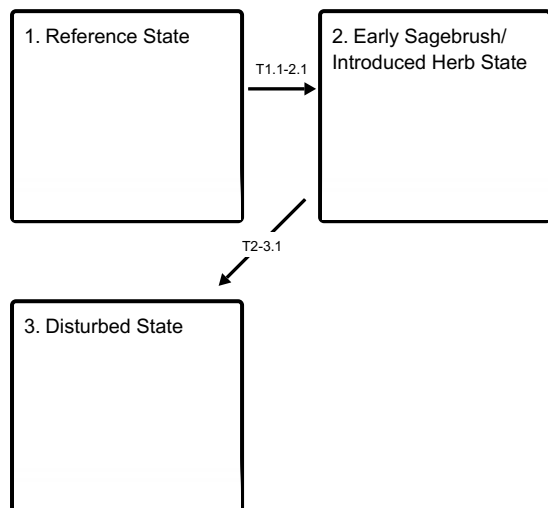 1. Reference State
T1.1-2.1
2. Early Sagebrush/
Introduced Herb State
T2-3.1
3. Disturbed State